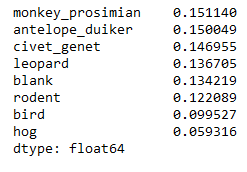 monkey_prosimian 0.151140
antelope_duiker 0.150049
civet_genet 0.146955
leopard 0.136705
blank 0.134219
rodent 0.122089
bird 0.099527
hog 0.059316
dtype: float64